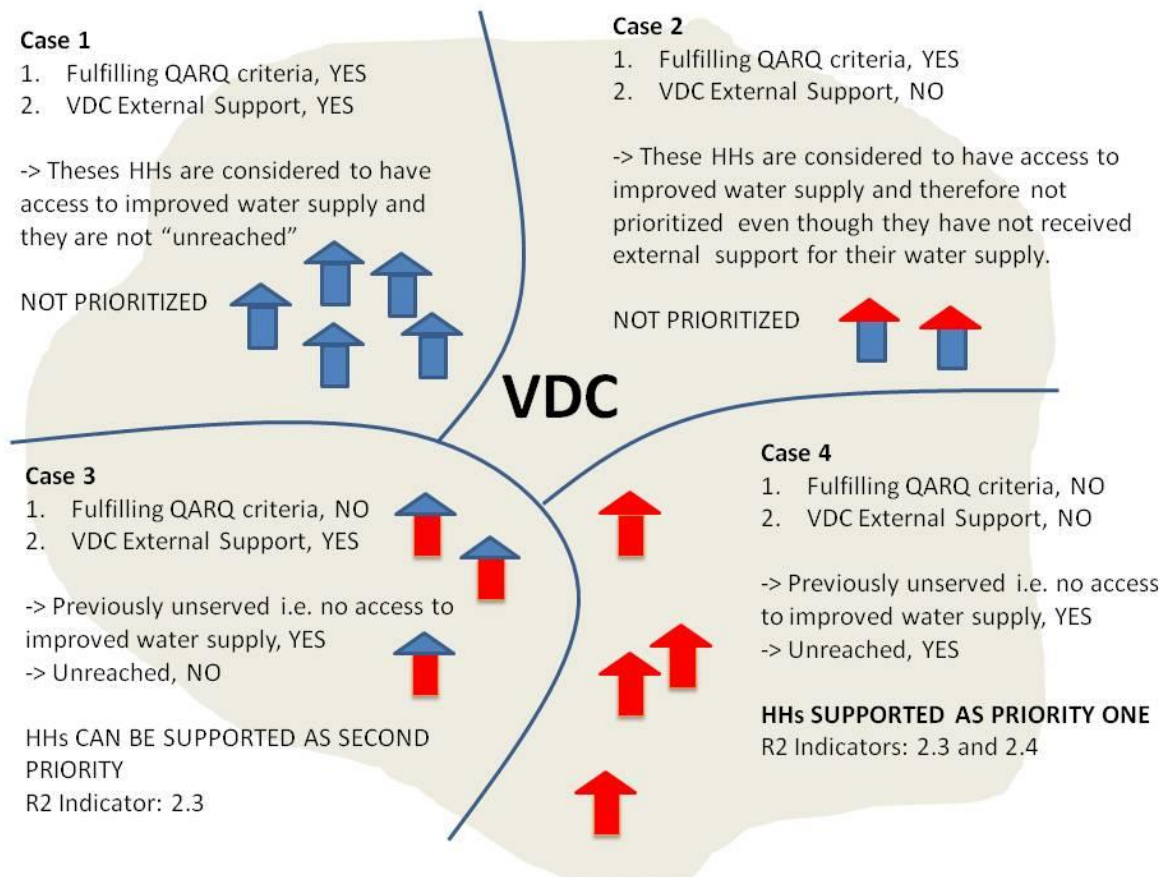 Case 1
1. Fulfilling QARQ criteria, YES
2. VDC External Support, YES
-> Theses HHs are considered to have
access to improved water supply and
they are not “unreached”
NOT PRIORITIZED
Case 2
1. Fulfilling QARQ criteria, YES
2. VDC External Support, NO
-> These HHs are considered to have access to
improved water supply and therefore not
prioritized even though they have not received
external support for their water supply.
NOT PRIORITIZED
VDC
Case 3
1. Fulfilling QARQ criteria, NO
2. VDC External Support, YES
-> Previously unserved i.e. no access to
improved water supply, YES
-> Unreached, NO
HHs CAN BE SUPPORTED AS SECOND
PRIORITY
R2 Indicator: 2.3
Case 4
1. Fulfilling QARQ criteria, NO
2. VDC External Support, NO
-> Previously unserved i.e. no access
to improved water supply, YES
-> Unreached, YES
HHs SUPPORTED AS PRIORITY ONE
R2 Indicators: 2.3 and 2.4